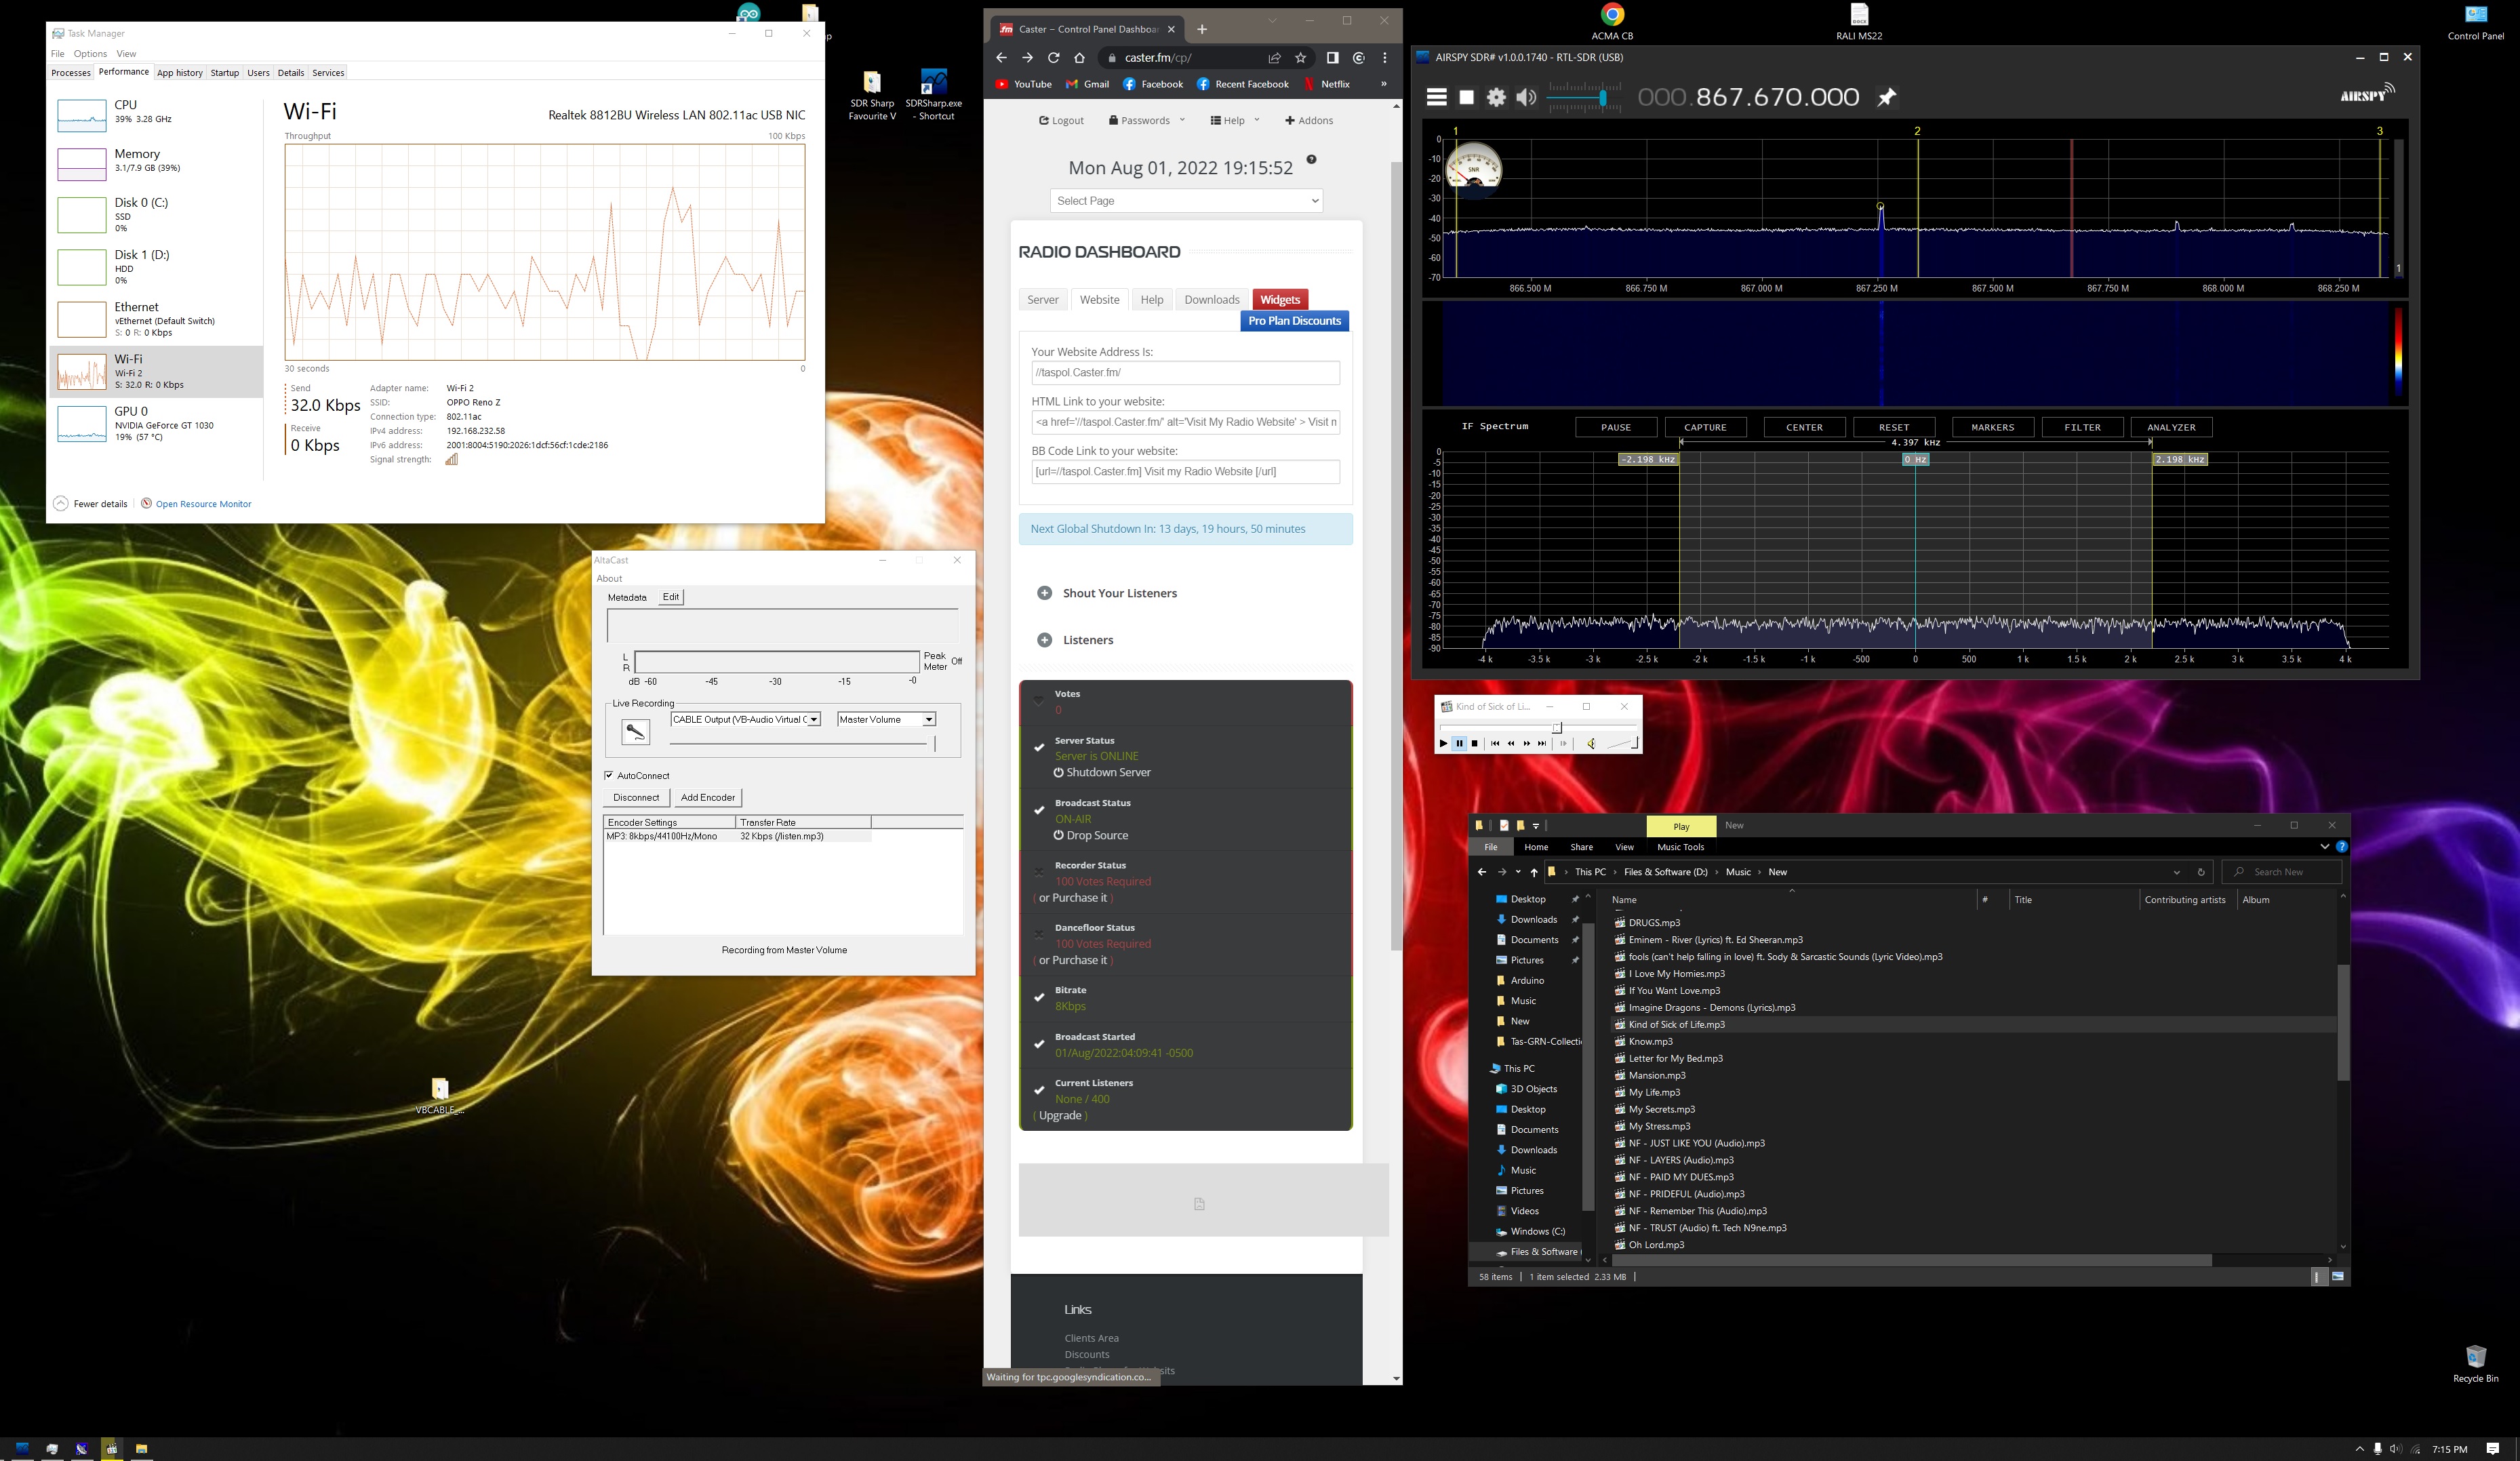 Task Manager
File Options View
Processes Performance App history Startup Users Details Services
CPU
39% 3.28 GHz
Memory
3.1/7.9 GB (39%)
Disk 0 (C:)
SSD
0%
Disk 1 (D:)
HDD
0%
Ethernet
vEthernet (Default Switch)
S: 0 R: 0 Kbps
Wi-Fi
Wi-Fi 2
S: 32.0 R: 0 Kbps
GPU 0
NVIDIA GeForce GT 1030
19% (57 °C)
Wi-Fi
Realtek 8812BU Wireless LAN 802.11ac USB NIC
Throughput 100 Kbps
30 seconds 0
Send
32.0 Kbps
Receive
0 Kbps
Adapter name: Wi-Fi 2
SSID: OPPO Reno Z
Connection type: 802.11ac
IPv4 address: 192.168.232.58
IPv6 address: 2001:8004:5190:2026:1dcf:56cf:1cde:2186
Signal strength:
Fewer details Open Resource Monitor
SDR Sharp Favourite V
SDRSharp.exe - Shortcut
AltaCast
About
Metadata Edit
L
R
Peak Meter Off
dB -60 -45 -30 -15 -0
Live Recording
CABLE Output (VB-Audio Virtual C
Master Volume
AutoConnect
Disconnect Add Encoder
Encoder Settings Transfer Rate
MP3: 8kbps/44100Hz/Mono 32 Kbps (/listen.mp3)
Recording from Master Volume
VBCABLE_...
.fm Caster – Control Panel Dashboar
caster.fm/cp/
YouTube Gmail Facebook Recent Facebook Netflix »
Logout Passwords Help Addons
Mon Aug 01, 2022 19:15:52
Select Page
RADIO DASHBOARD
Server Website Help Downloads Widgets
Pro Plan Discounts
Your Website Address Is:
//taspol.Caster.fm/
HTML Link to your website:
<a href='//taspol.Caster.fm/' alt='Visit My Radio Website' > Visit m
BB Code Link to your website:
[url=//taspol.Caster.fm] Visit my Radio Website [/url]
Next Global Shutdown In: 13 days, 19 hours, 50 minutes
Shout Your Listeners
Listeners
Votes
0
Server Status
Server is ONLINE
Shutdown Server
Broadcast Status
ON-AIR
Drop Source
Recorder Status
100 Votes Required
( or Purchase it )
Dancefloor Status
100 Votes Required
( or Purchase it )
Bitrate
8Kbps
Broadcast Started
01/Aug/2022:04:09:41 -0500
Current Listeners
None / 400
( Upgrade )
Links
Clients Area
Discounts
Waiting for tpc.googlesyndication.co...
ACMA CB
RALI MS22
Control Panel
AIRSPY SDR# v1.0.0.1740 - RTL-SDR (USB)
000.867.670.000
AIRSPY
1 2 3
0
-10
-20
-30
-40
-50
-60
-70
SNR
1
866.500 M 866.750 M 867.000 M 867.250 M 867.500 M 867.750 M 868.000 M 868.250 M
IF Spectrum PAUSE CAPTURE CENTER RESET MARKERS FILTER ANALYZER
4.397 kHz
-2.198 kHz 0 Hz 2.198 kHz
0
-5
-10
-15
-20
-25
-30
-35
-40
-45
-50
-55
-60
-65
-70
-75
-80
-85
-90
-4 k -3.5 k -3 k -2.5 k -2 k -1.5 k -1 k -500 0 500 1 k 1.5 k 2 k 2.5 k 3 k 3.5 k 4 k
Kind of Sick of Li...
Play New
File Home Share View Music Tools
This PC › Files & Software (D:) › Music › New
Search New
Name # Title Contributing artists Album
Desktop
Downloads
Documents
Pictures
Arduino
Music
New
Tas-GRN-Collecti
This PC
3D Objects
Desktop
Documents
Downloads
Music
Pictures
Videos
Windows (C:)
Files & Software
DRUGS.mp3
Eminem - River (Lyrics) ft. Ed Sheeran.mp3
fools (can't help falling in love) ft. Sody & Sarcastic Sounds (Lyric Video).mp3
I Love My Homies.mp3
If You Want Love.mp3
Imagine Dragons - Demons (Lyrics).mp3
Kind of Sick of Life.mp3
Know.mp3
Letter for My Bed.mp3
Mansion.mp3
My Life.mp3
My Secrets.mp3
My Stress.mp3
NF - JUST LIKE YOU (Audio).mp3
NF - LAYERS (Audio).mp3
NF - PAID MY DUES.mp3
NF - PRIDEFUL (Audio).mp3
NF - Remember This (Audio).mp3
NF - TRUST (Audio) ft. Tech N9ne.mp3
Oh Lord.mp3
58 items 1 item selected 2.33 MB
Recycle Bin
7:15 PM